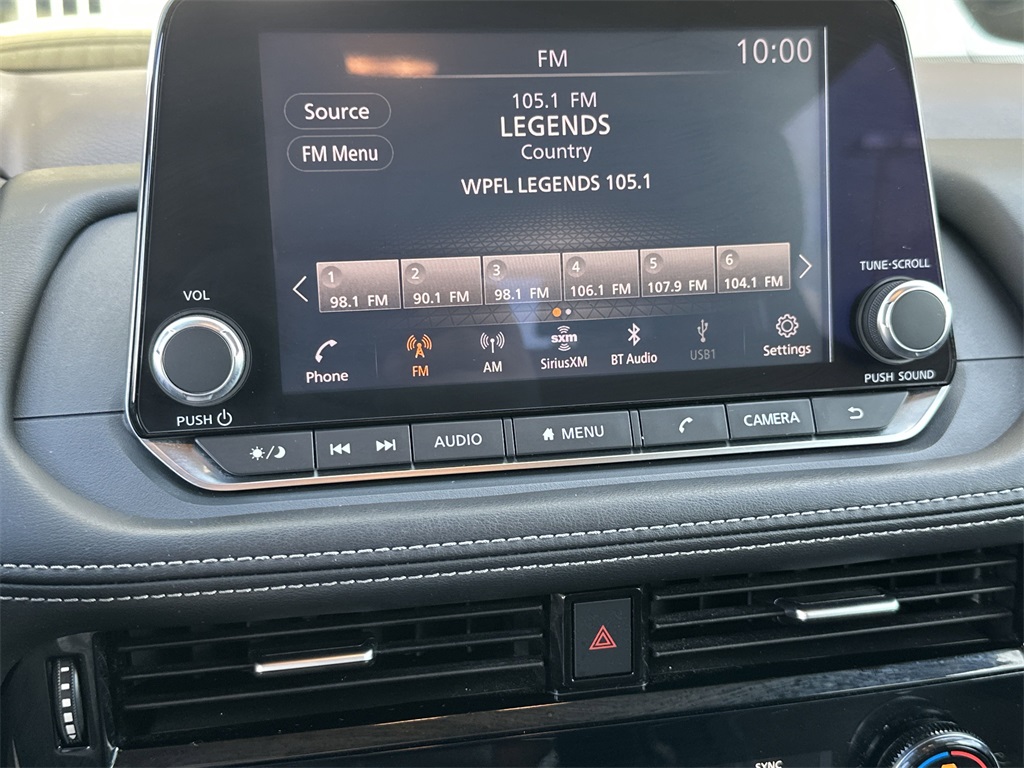 FM
10:00
Source
105.1 FM
LEGENDS
FM Menu
Country
WPFL LEGENDS 105.1
1 2 3 4 5 6
98.1 FM 90.1 FM 98.1 FM 106.1 FM 107.9 FM 104.1 FM
Phone FM AM sxm SiriusXM BT Audio USB1 Settings
VOL
PUSH
TUNE·SCROLL
PUSH SOUND
AUDIO MENU CAMERA
SYNC